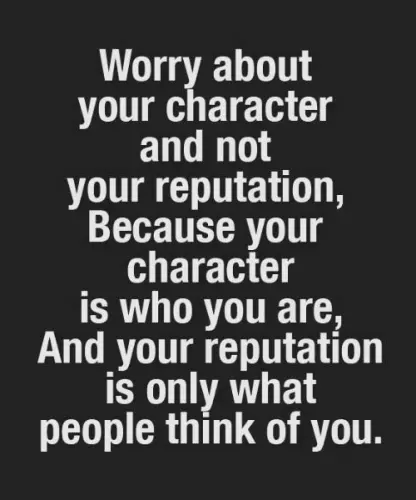 Worry about
your character
and not
your reputation,
Because your
character
is who you are,
And your reputation
is only what
people think of you.